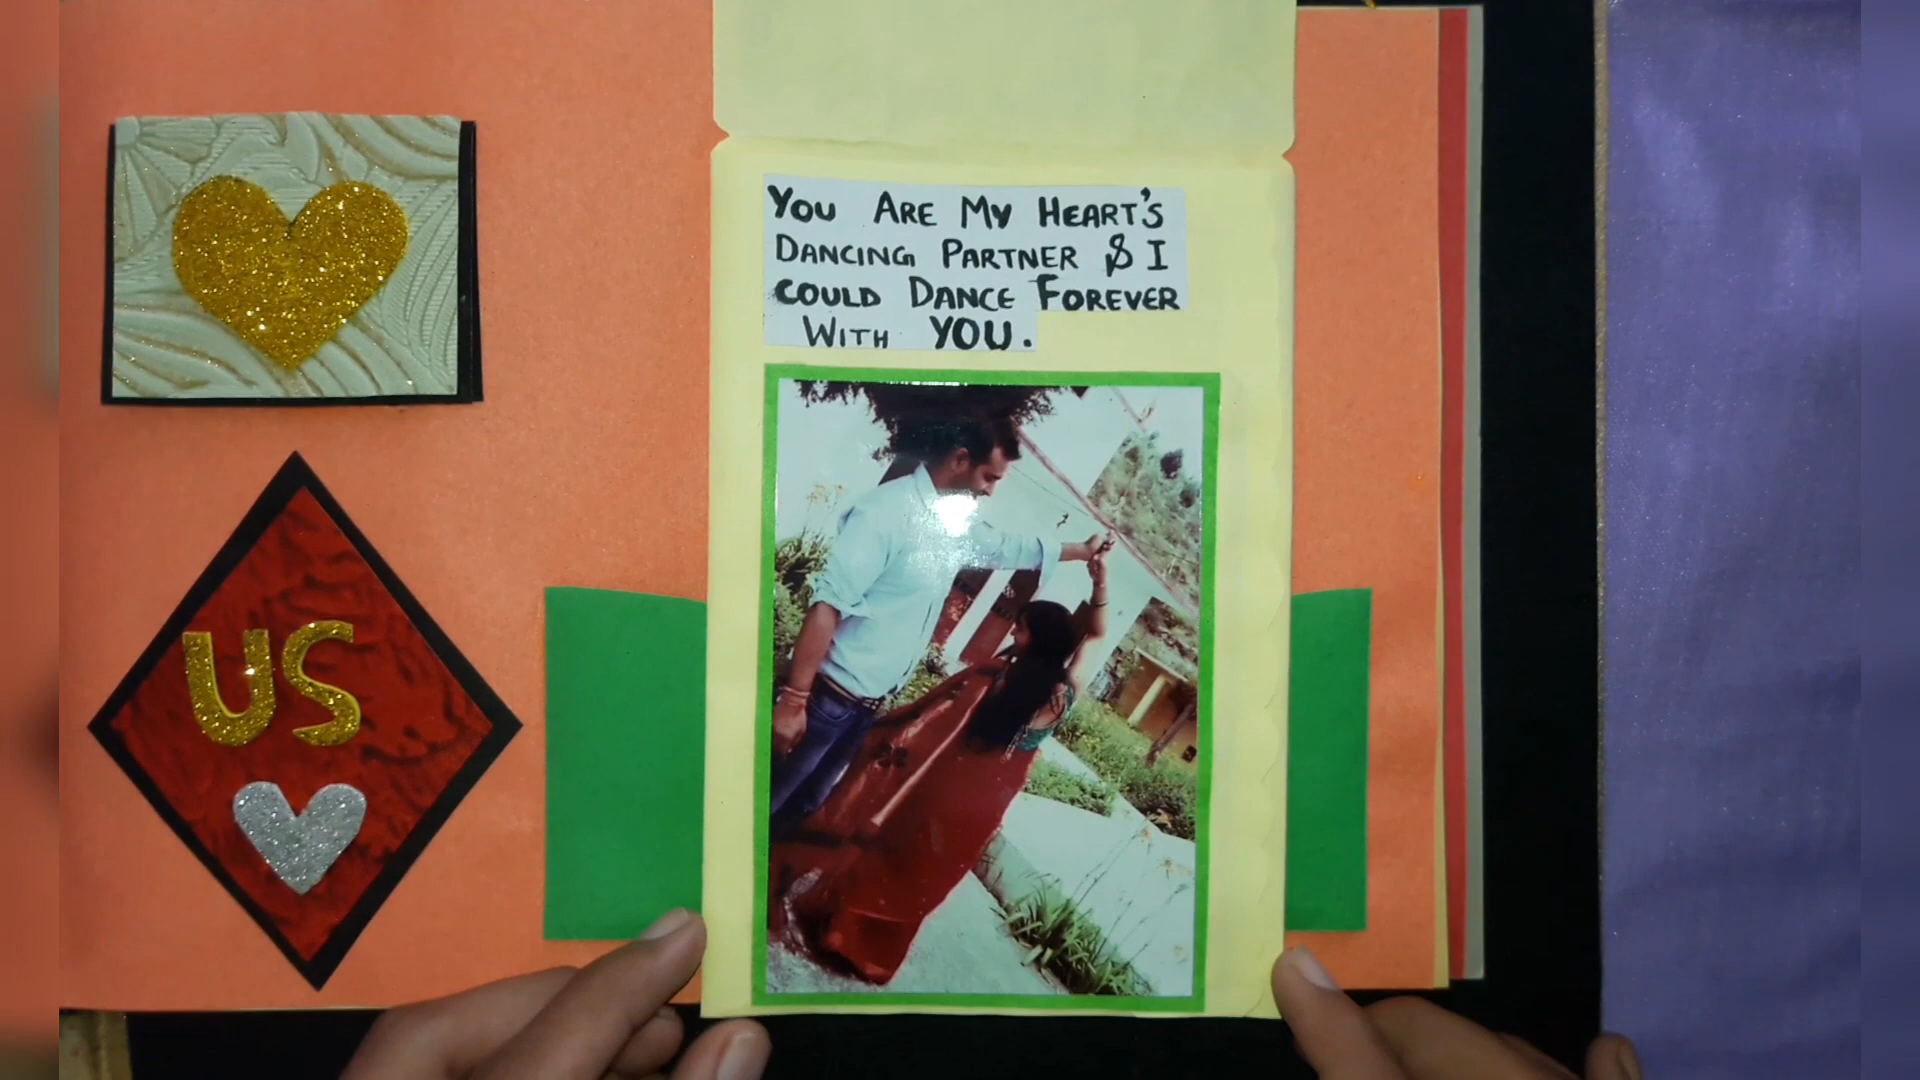 You Are My Heart's
Dancing Partner & I
could Dance Forever
With YOU.
US